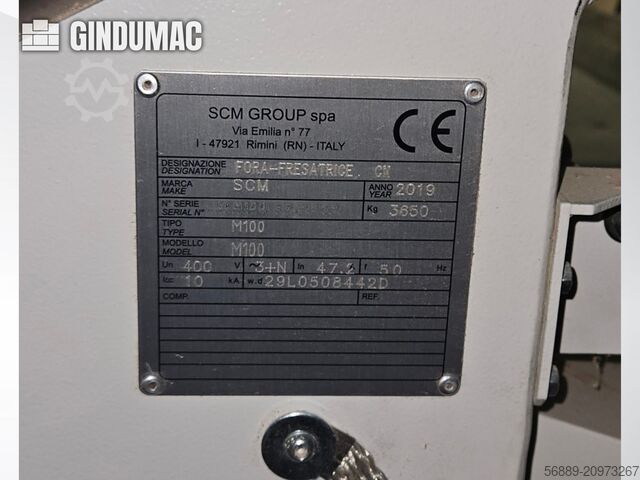 GINDUMAC
SCM GROUP spa
Via Emilia n° 77
I - 47921 Rimini (RN) - ITALY
CE
DESIGNAZIONE DESIGNATION FORA-FRESATRICE CN
MARCA MAKE SCM ANNO YEAR 2019
N° SERIE SERIAL N° Kg 3650
TIPO TYPE M100
MODELLO MODEL M100
Un 400 V ~3+N In 47.2 f 50 Hz
Icc 10 kA w.d. 29L0508442D
COMP. REF.
56889-20973267